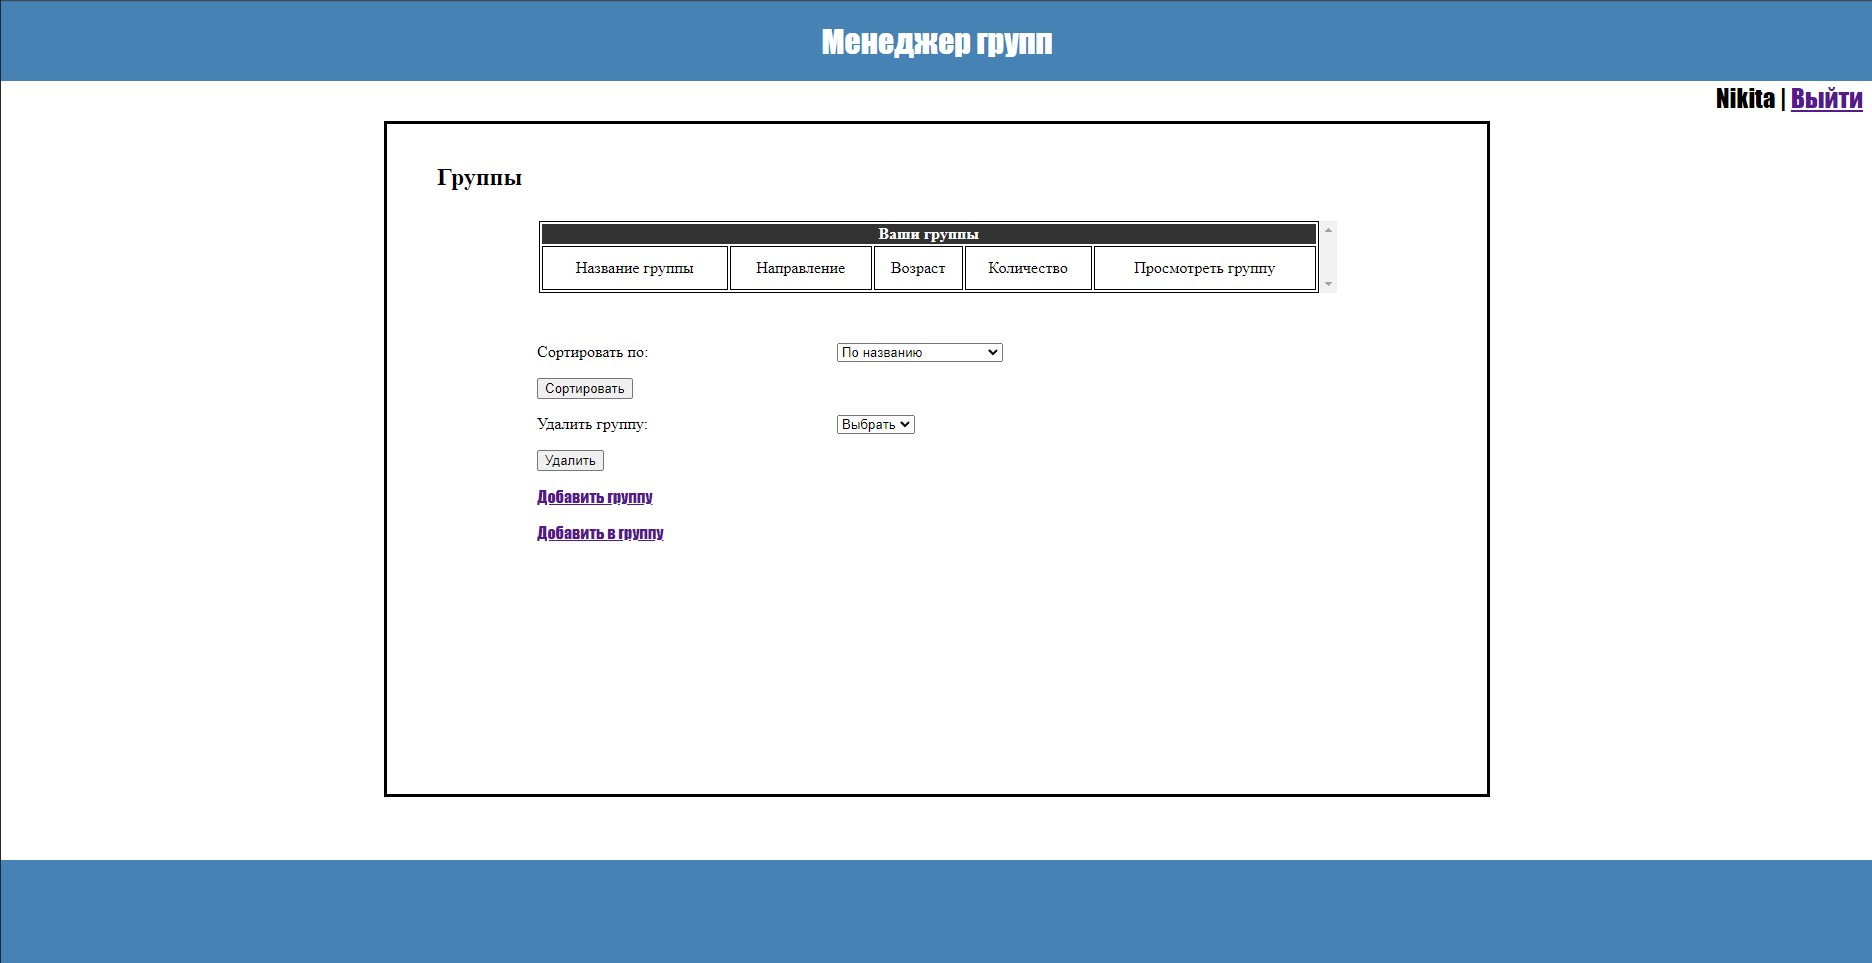 Менеджер групп
Nikita | Выйти
Группы
Ваши группы
Название группы Направление Возраст Количество Просмотреть группу
Сортировать по: По названию
Сортировать
Удалить группу: Выбрать
Удалить
Добавить группу
Добавить в группу